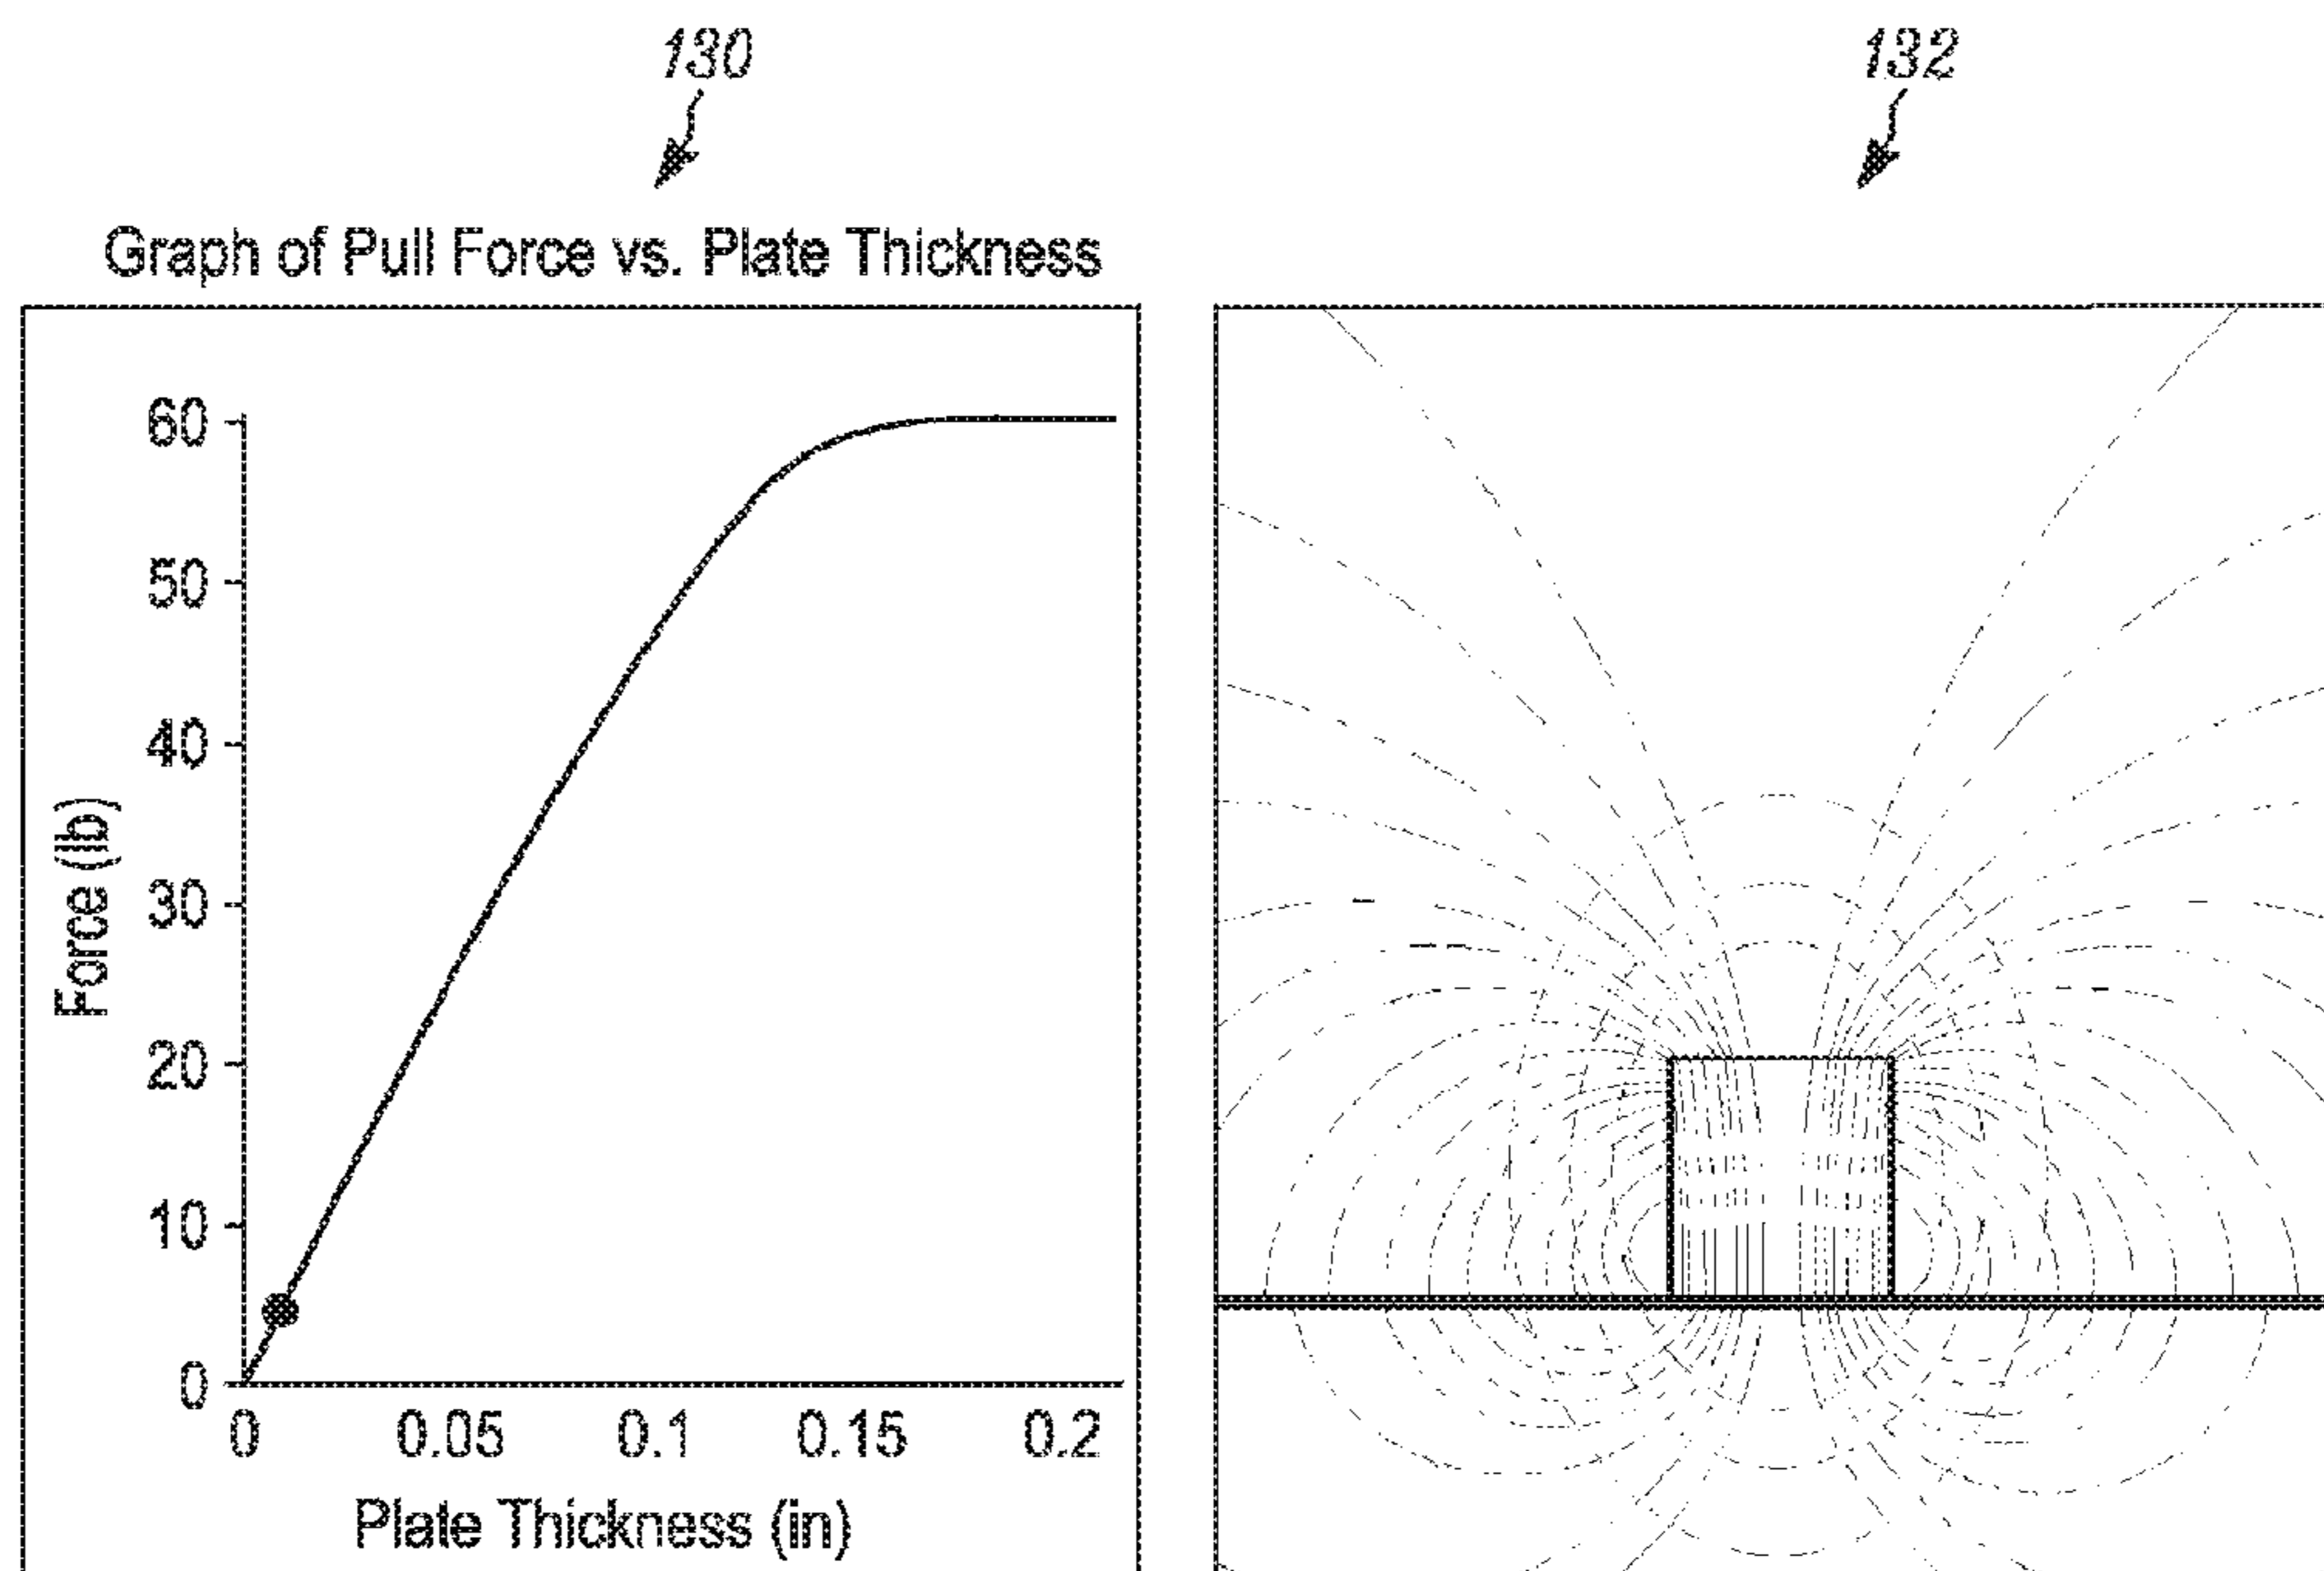 130
132
Graph of Pull Force vs. Plate Thickness
60
50
40
30
20
10
0
Force (lb)
0 0.05 0.1 0.15 0.2
Plate Thickness (in)